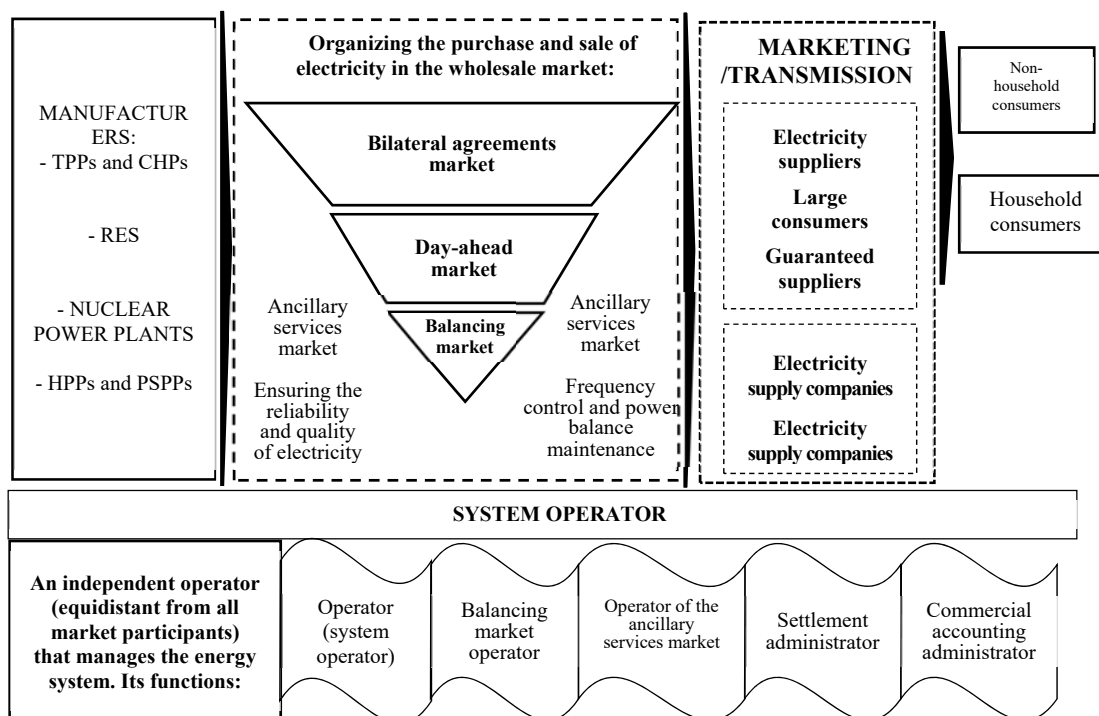 MANUFACTUR
ERS:
- TPPs and CHPs
- RES
- NUCLEAR
POWER PLANTS
- HPPs and PSPPs
Organizing the purchase and sale of
electricity in the wholesale market:
Bilateral agreements
market
Day-ahead
market
Balancing
market
Ancillary
services
market
Ensuring the
reliability
and quality
of electricity
Ancillary
services
market
Frequency
control and power
balance
maintenance
MARKETING
/TRANSMISSION
Electricity
suppliers
Large
consumers
Guaranteed
suppliers
Electricity
supply companies
Electricity
supply companies
Non-
household
consumers
Household
consumers
SYSTEM OPERATOR
An independent operator
(equidistant from all
market participants)
that manages the energy
system. Its functions:
Operator
(system
operator)
Balancing
market
operator
Operator of the
ancillary
services market
Settlement
administrator
Commercial
accounting
administrator